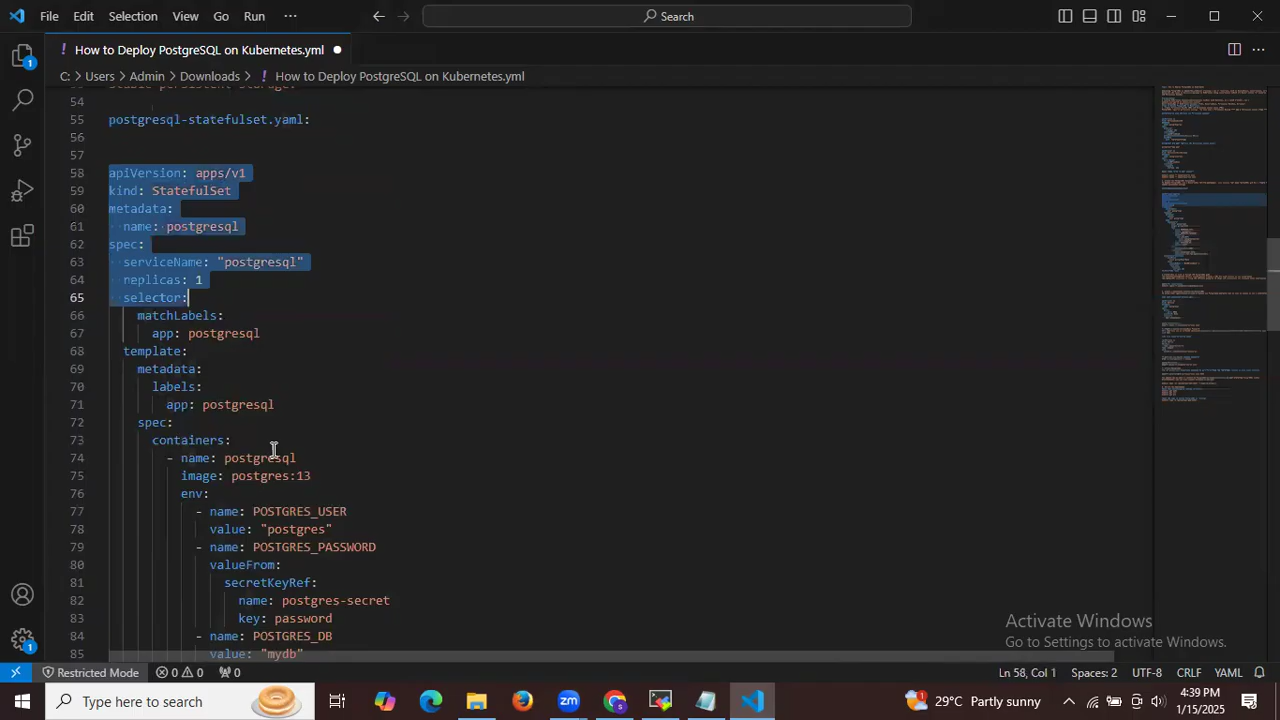 File Edit Selection View Go Run ··· Search
! How to Deploy PostgreSQL on Kubernetes.yml
C: > Users > Admin > Downloads > ! How to Deploy PostgreSQL on Kubernetes.yml
54
55 postgresql-statefulset.yaml:
56
57
58 apiVersion: apps/v1
59 kind: StatefulSet
60 metadata:
61 name: postgresql
62 spec:
63 serviceName: "postgresql"
64 replicas: 1
65 selector:
66 matchLabels:
67 app: postgresql
68 template:
69 metadata:
70 labels:
71 app: postgresql
72 spec:
73 containers:
74 - name: postgresql
75 image: postgres:13
76 env:
77 - name: POSTGRES_USER
78 value: "postgres"
79 - name: POSTGRES_PASSWORD
80 valueFrom:
81 secretKeyRef:
82 name: postgres-secret
83 key: password
84 - name: POSTGRES_DB
85 value: "mydb"
Activate Windows
Go to Settings to activate Windows.
1
1
Restricted Mode 0 0 0 Ln 58, Col 1 Spaces: 2 UTF-8 CRLF YAML
Type here to search 29°C Partly sunny 4:39 PM
1/15/2025